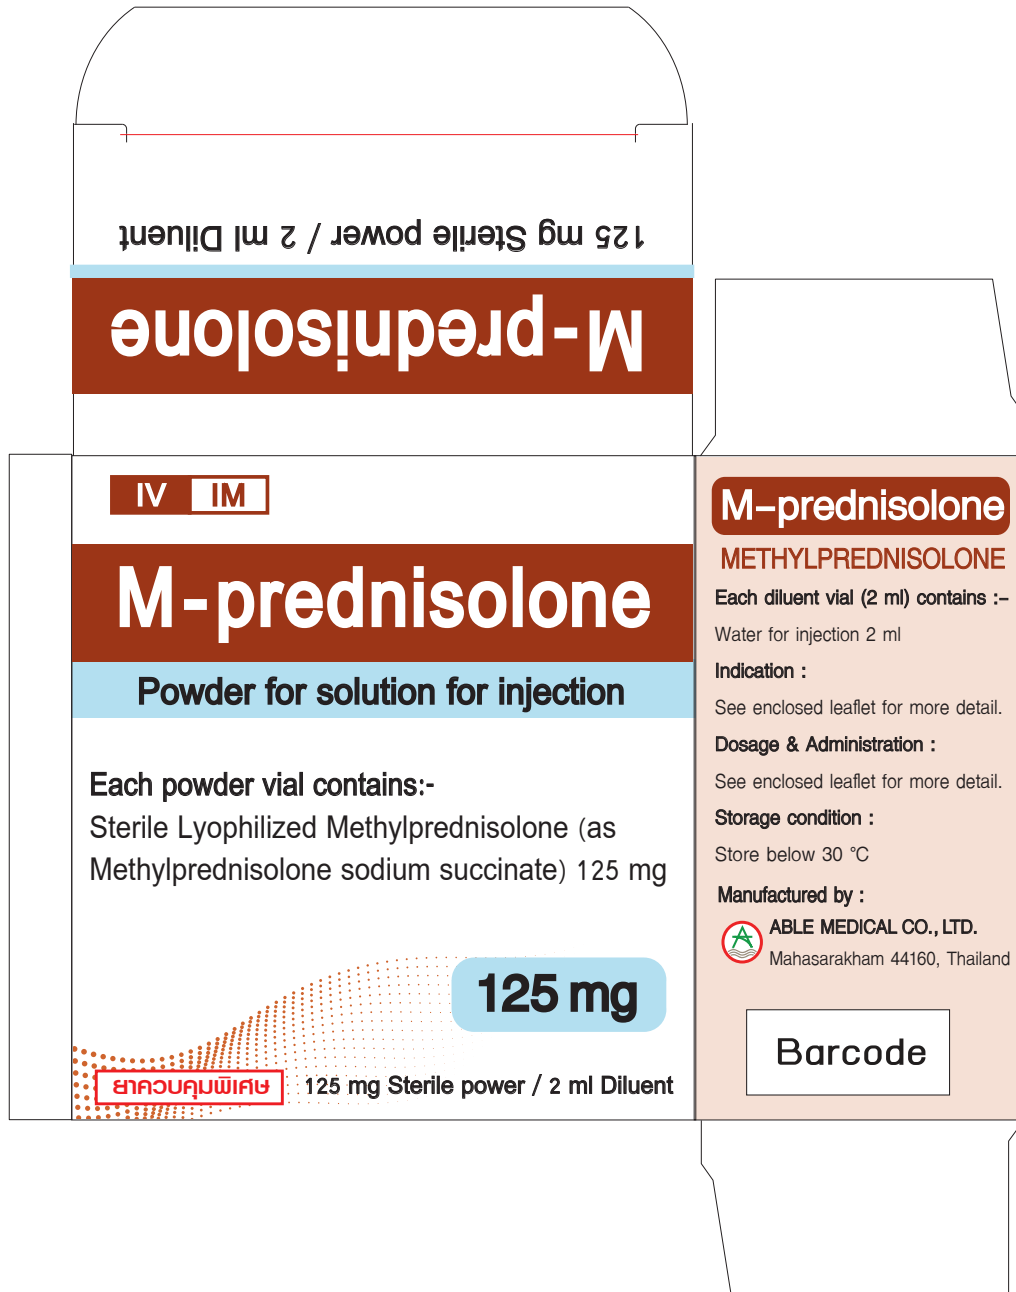 125 mg Sterile power / 2 ml Diluent
M-prednisolone
IV IM
M-prednisolone
Powder for solution for injection
Each powder vial contains:-
Sterile Lyophilized Methylprednisolone (as
Methylprednisolone sodium succinate) 125 mg
125 mg
ยาควบคุมพิเศษ
125 mg Sterile power / 2 ml Diluent
M-prednisolone
METHYLPREDNISOLONE
Each diluent vial (2 ml) contains :-
Water for injection 2 ml
Indication :
See enclosed leaflet for more detail.
Dosage & Administration :
See enclosed leaflet for more detail.
Storage condition :
Store below 30 °C
Manufactured by :
ABLE MEDICAL CO., LTD.
Mahasarakham 44160, Thailand
Barcode